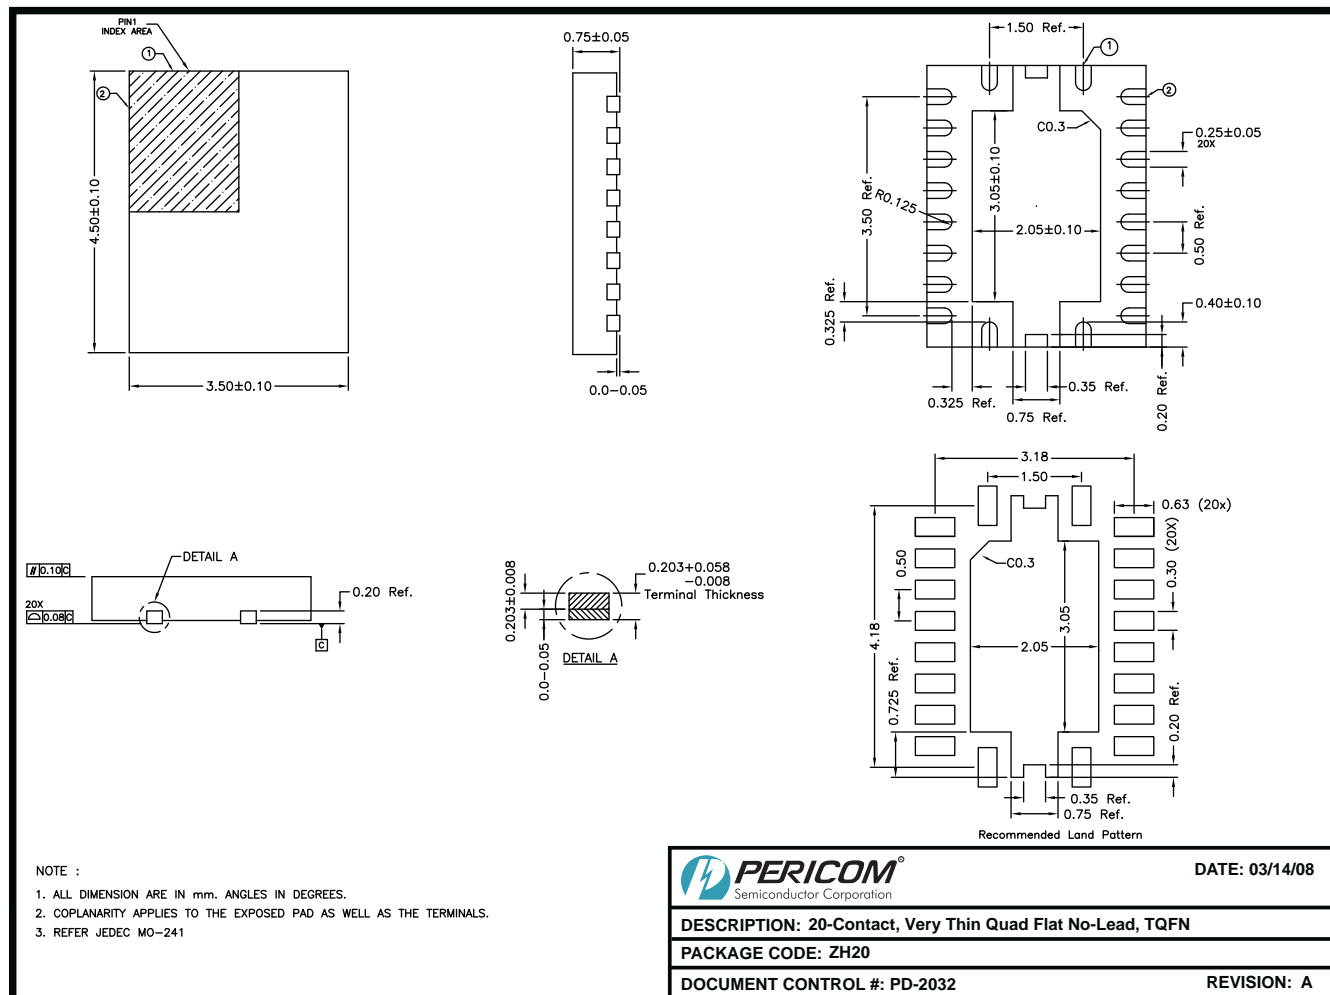 PIN1
INDEX AREA
1
2
4.50±0.10
3.50±0.10
0.75±0.05
0.0-0.05
1.50 Ref.
1
2
C0.3
0.25±0.05
20X
3.50 Ref.
R0.125
3.05±0.10
2.05±0.10
0.50 Ref.
0.325 Ref.
0.40±0.10
0.325 Ref.
0.35 Ref.
0.75 Ref.
0.20 Ref.
DETAIL A
// 0.10 C
20X
0.08 C
0.20 Ref.
C
0.203±0.008
0.0-0.05
0.203+0.058
-0.008
Terminal Thickness
DETAIL A
3.18
1.50
0.63 (20x)
0.50
C0.3
0.30 (20X)
4.18
3.05
2.05
0.725 Ref.
0.20 Ref.
0.35 Ref.
0.75 Ref.
Recommended Land Pattern
NOTE :
1. ALL DIMENSION ARE IN mm. ANGLES IN DEGREES.
2. COPLANARITY APPLIES TO THE EXPOSED PAD AS WELL AS THE TERMINALS.
3. REFER JEDEC MO-241
PERICOM®
Semiconductor Corporation
DATE: 03/14/08
DESCRIPTION: 20-Contact, Very Thin Quad Flat No-Lead, TQFN
PACKAGE CODE: ZH20
DOCUMENT CONTROL #: PD-2032
REVISION: A